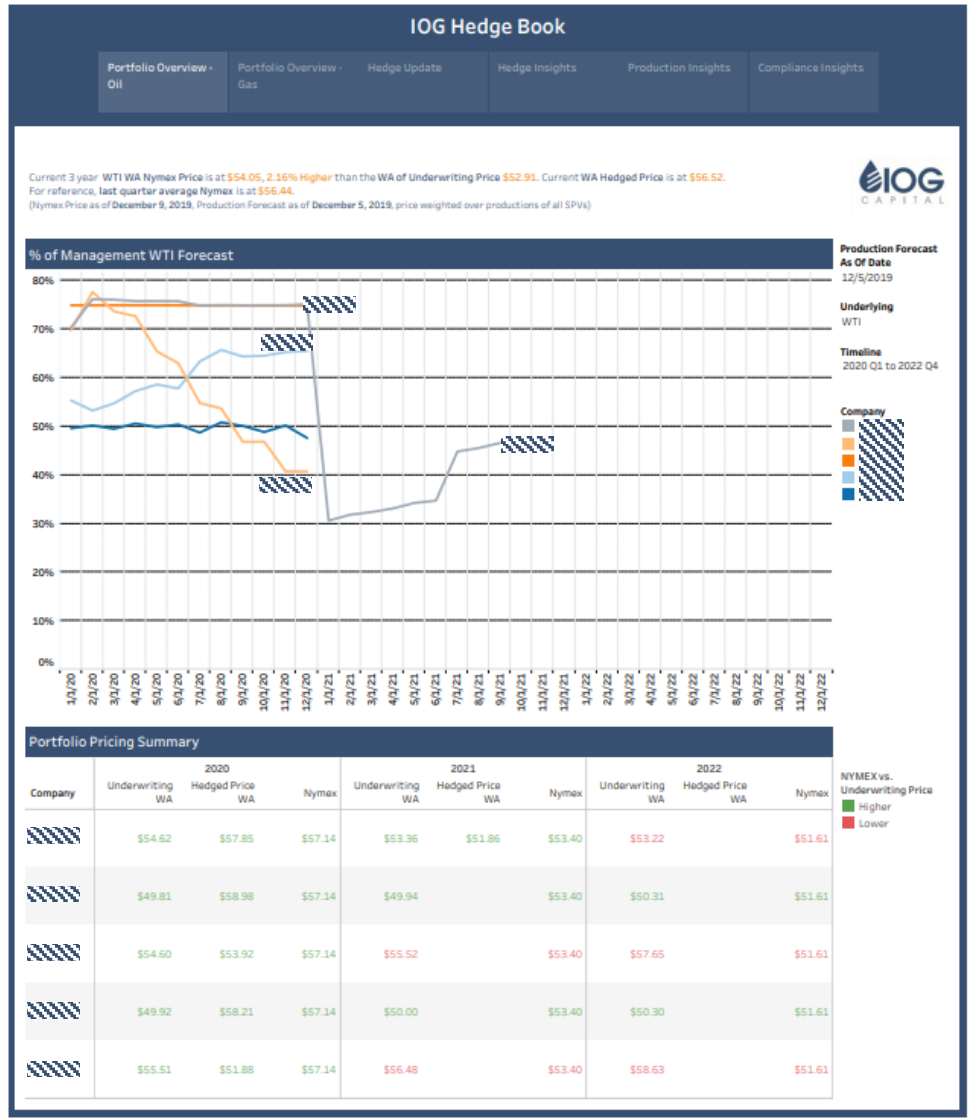 IOG Hedge Book
Portfolio Overview -
Oil
Portfolio Overview -
Gas
Hedge Update
Hedge Insights
Production Insights
Compliance Insights
Current 3 year WTI WA Nymex Price is at $54.05, 2.16% Higher than the WA of Underwriting Price $52.91. Current WA Hedged Price is at $56.52.
For reference, last quarter average Nymex is at $56.44.
(Nymex Price as of December 9, 2019, Production Forecast as of December 5, 2019, price weighted over productions of all SPVs)
IOG
CAPITAL
% of Management WTI Forecast
80%
70%
60%
50%
40%
30%
20%
10%
0%
1/1/20 2/1/20 3/1/20 4/1/20 5/1/20 6/1/20 7/1/20 8/1/20 9/1/20 10/1/20 11/1/20 12/1/20 1/1/21 2/1/21 3/1/21 4/1/21 5/1/21 6/1/21 7/1/21 8/1/21 9/1/21 10/1/21 11/1/21 12/1/21 1/1/22 2/1/22 3/1/22 4/1/22 5/1/22 6/1/22 7/1/22 8/1/22 9/1/22 10/1/22 11/1/22 12/1/22
Production Forecast
As Of Date
12/5/2019
Underlying
WTI
Timeline
2020 Q1 to 2022 Q4
Company
Portfolio Pricing Summary
2020 2021 2022
Company Underwriting WA Hedged Price WA Nymex Underwriting WA Hedged Price WA Nymex Underwriting WA Hedged Price WA Nymex
$54.62 $57.85 $57.14 $53.36 $51.86 $53.40 $53.22 $51.61
$49.81 $58.98 $57.14 $49.94 $53.40 $50.31 $51.61
$54.60 $53.92 $57.14 $55.52 $53.40 $57.65 $51.61
$49.92 $58.21 $57.14 $50.00 $53.40 $50.30 $51.61
$55.51 $51.88 $57.14 $56.48 $53.40 $58.63 $51.61
NYMEX vs.
Underwriting Price
Higher
Lower